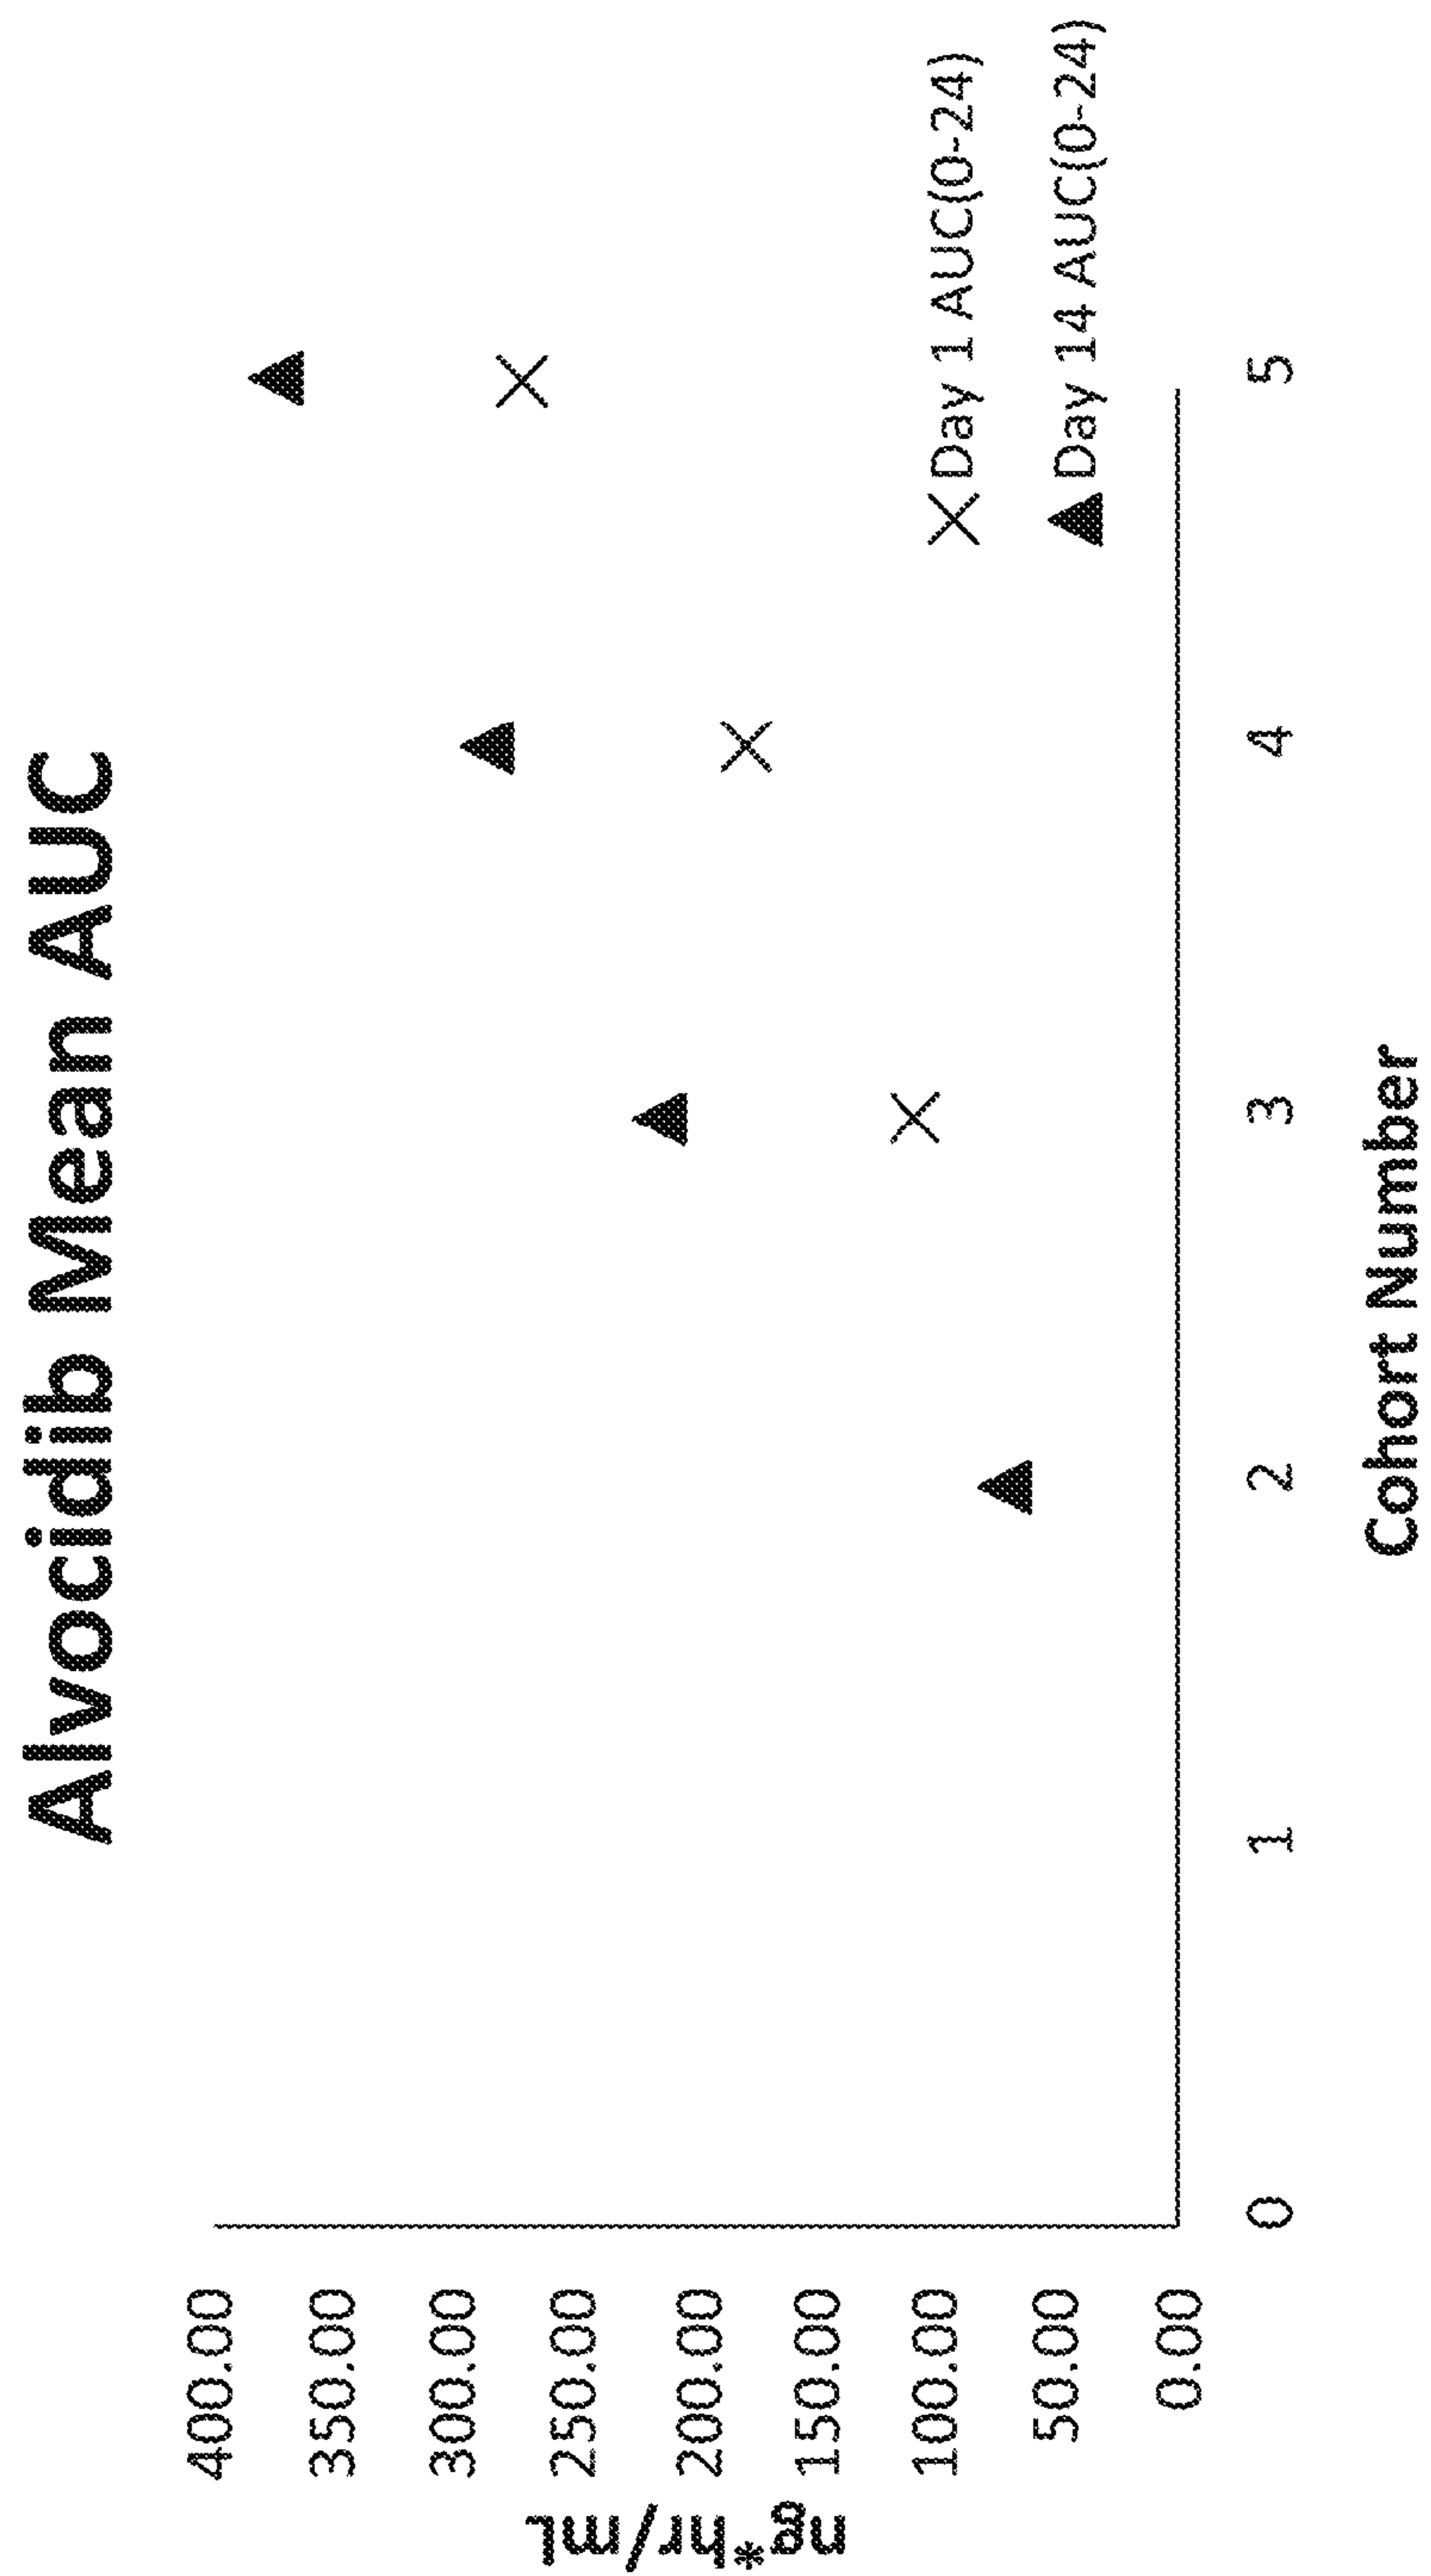 Alvocidib Mean AUC
ng*hr/mL
400.00
350.00
300.00
250.00
200.00
150.00
100.00
50.00
0.00
0 1 2 3 4 5
Cohort Number
Day 1 AUC(0-24)
Day 14 AUC(0-24)